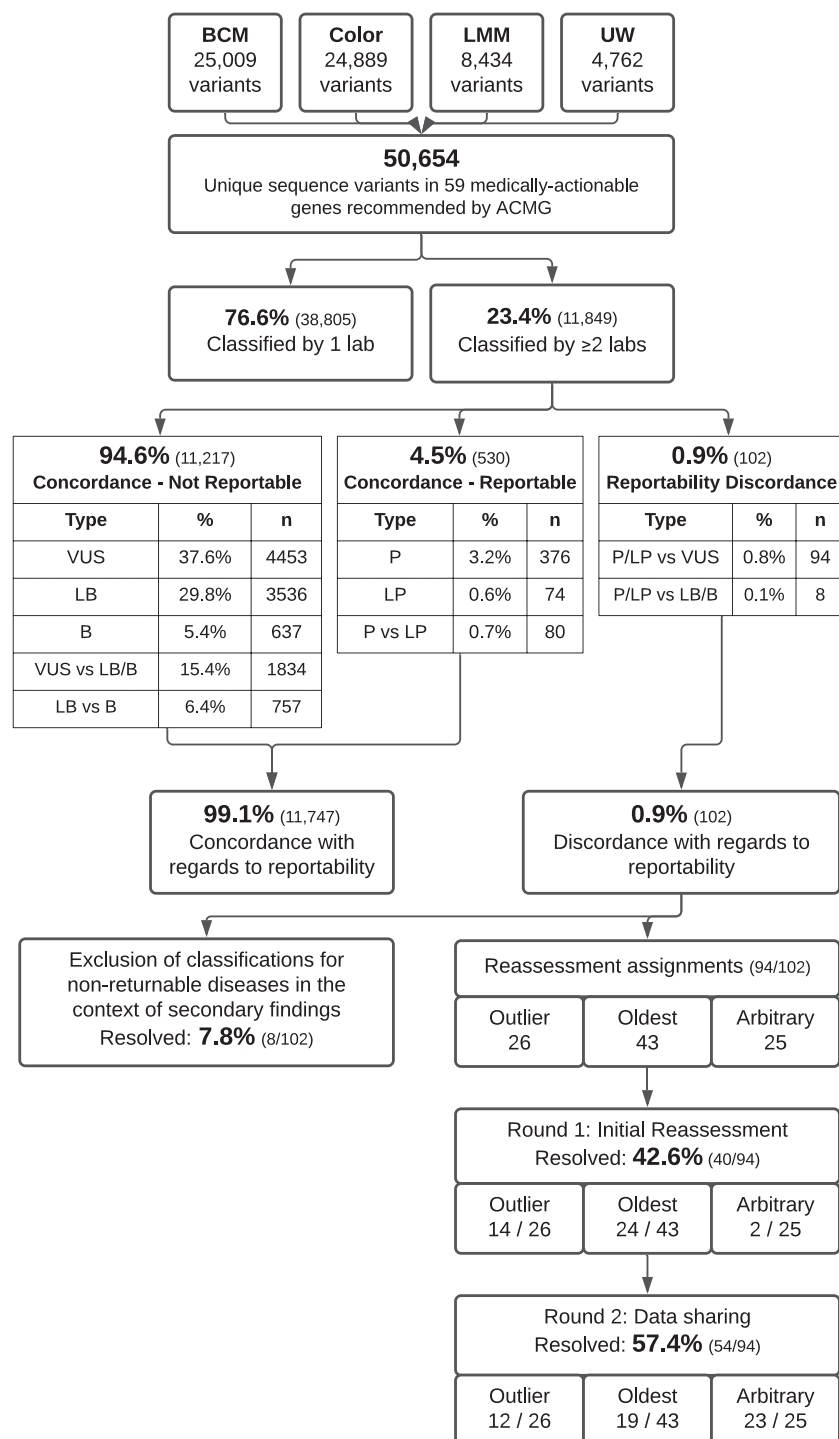 BCM
25,009
variants
Color
24,889
variants
LMM
8,434
variants
UW
4,762
variants
50,654
Unique sequence variants in 59 medically-actionable
genes recommended by ACMG
76.6% (38,805)
Classified by 1 lab
23.4% (11,849)
Classified by ≥2 labs
94.6% (11,217)
Concordance - Not Reportable
Type % n
VUS 37.6% 4453
LB 29.8% 3536
B 5.4% 637
VUS vs LB/B 15.4% 1834
LB vs B 6.4% 757
4.5% (530)
Concordance - Reportable
Type % n
P 3.2% 376
LP 0.6% 74
P vs LP 0.7% 80
0.9% (102)
Reportability Discordance
Type % n
P/LP vs VUS 0.8% 94
P/LP vs LB/B 0.1% 8
99.1% (11,747)
Concordance with
regards to reportability
0.9% (102)
Discordance with regards to
reportability
Exclusion of classifications for
non-returnable diseases in the
context of secondary findings
Resolved: 7.8% (8/102)
Reassessment assignments (94/102)
Outlier
26
Oldest
43
Arbitrary
25
Round 1: Initial Reassessment
Resolved: 42.6% (40/94)
Outlier
14 / 26
Oldest
24 / 43
Arbitrary
2 / 25
Round 2: Data sharing
Resolved: 57.4% (54/94)
Outlier
12 / 26
Oldest
19 / 43
Arbitrary
23 / 25